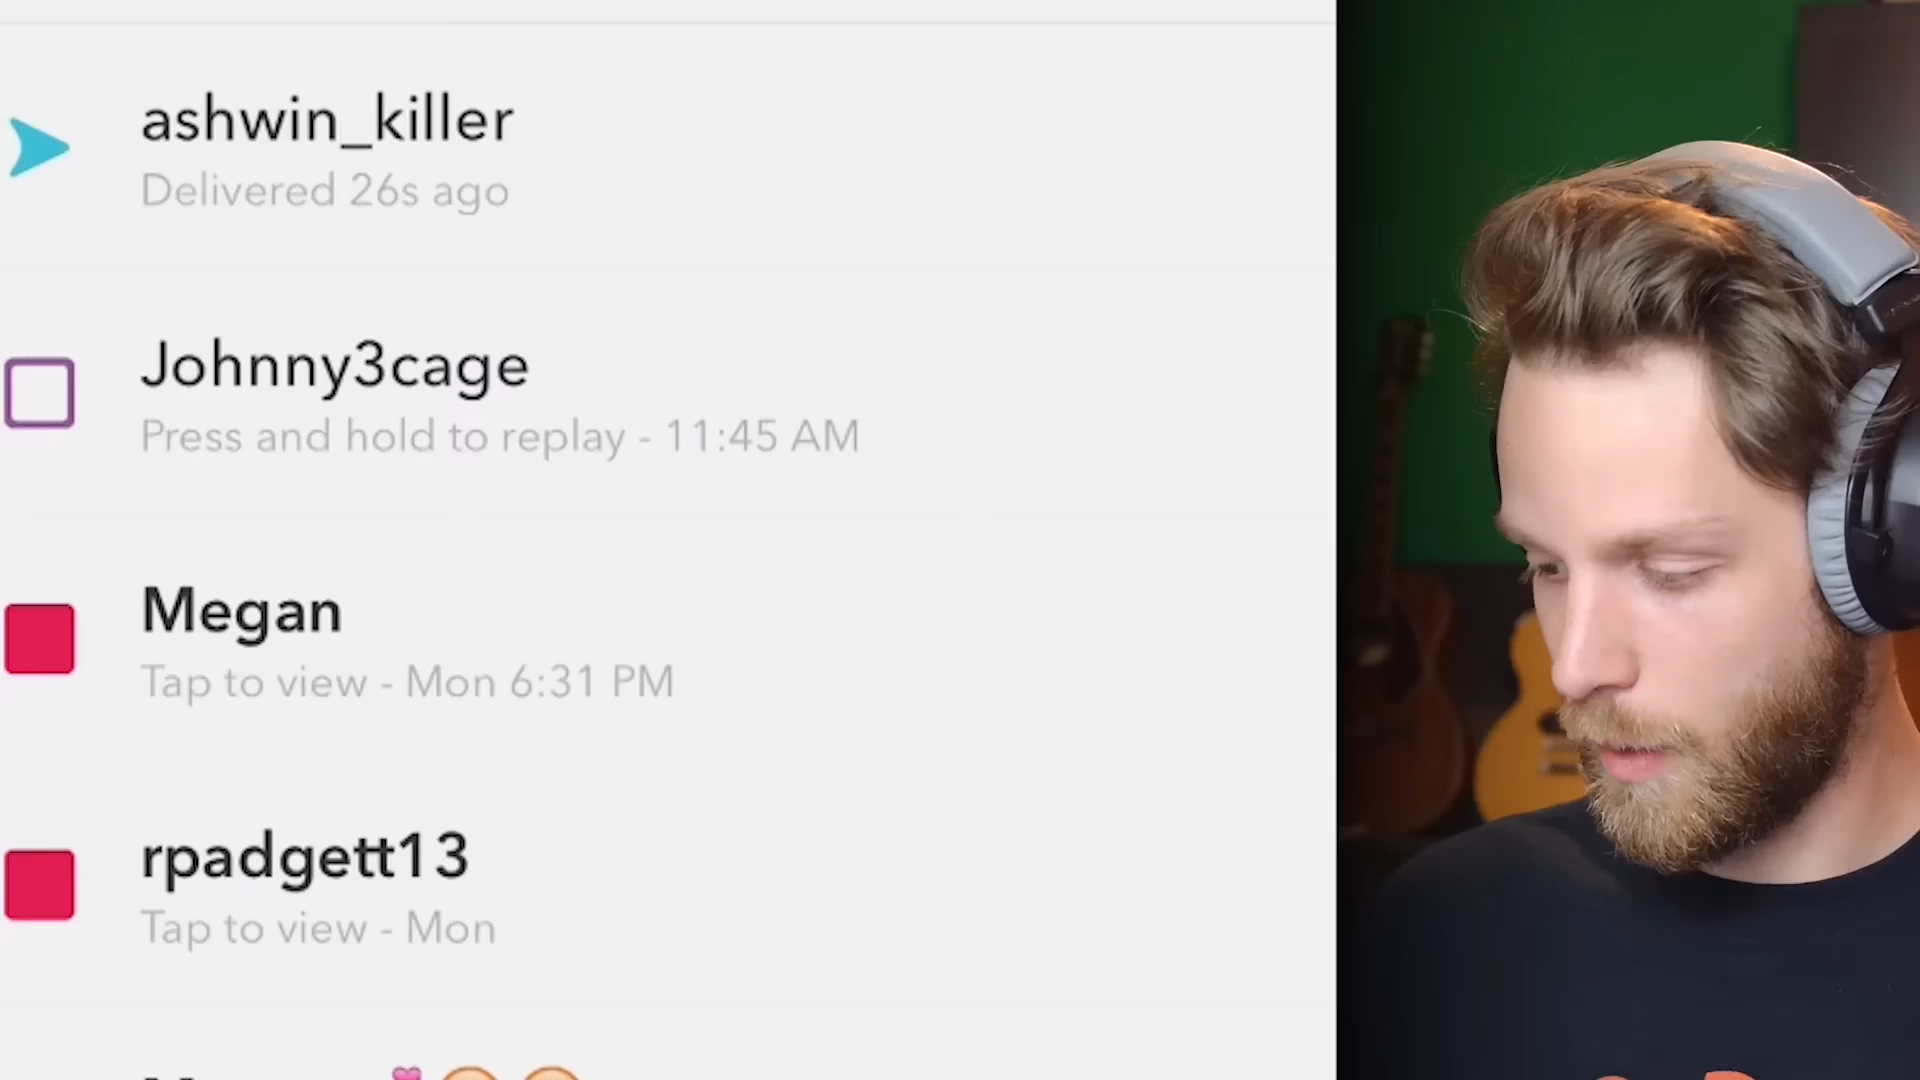 ashwin_killer
Delivered 26s ago
Johnny3cage
Press and hold to replay - 11:45 AM
Megan
Tap to view - Mon 6:31 PM
rpadgett13
Tap to view - Mon